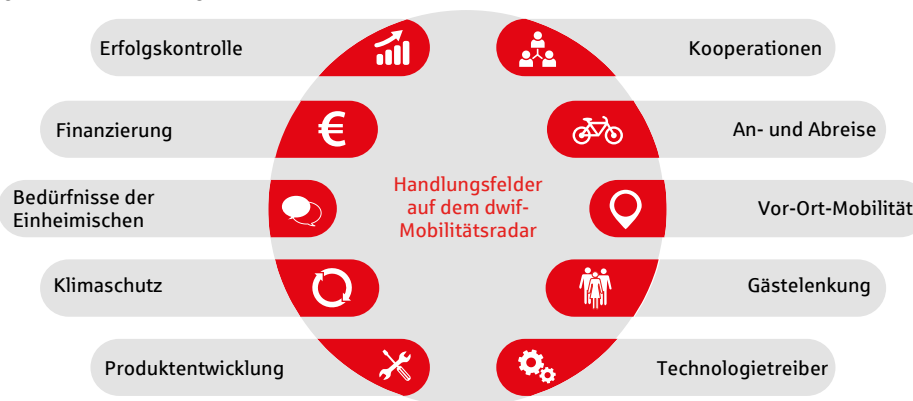 Erfolgskontrolle
Kooperationen
Finanzierung
€
An- und Abreise
Bedürfnisse der
Einheimischen
Handlungsfelder
auf dem dwif-
Mobilitätsradar
Vor-Ort-Mobilität
Klimaschutz
Gästelenkung
Produktentwicklung
Technologietreiber